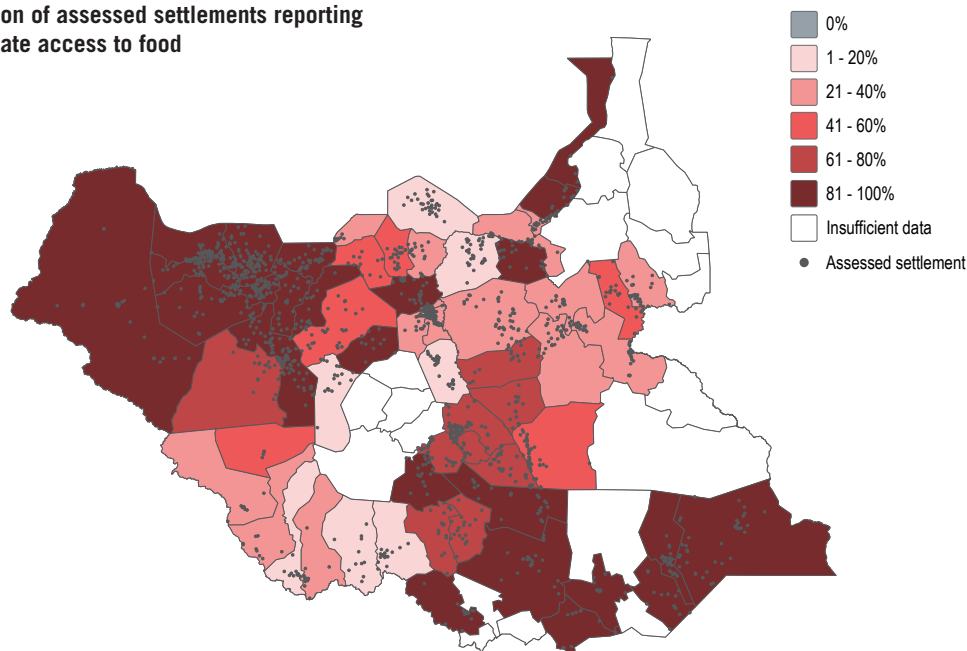 on of assessed settlements reporting
ate access to food
0%
1 - 20%
21 - 40%
41 - 60%
61 - 80%
81 - 100%
Insufficient data
Assessed settlement